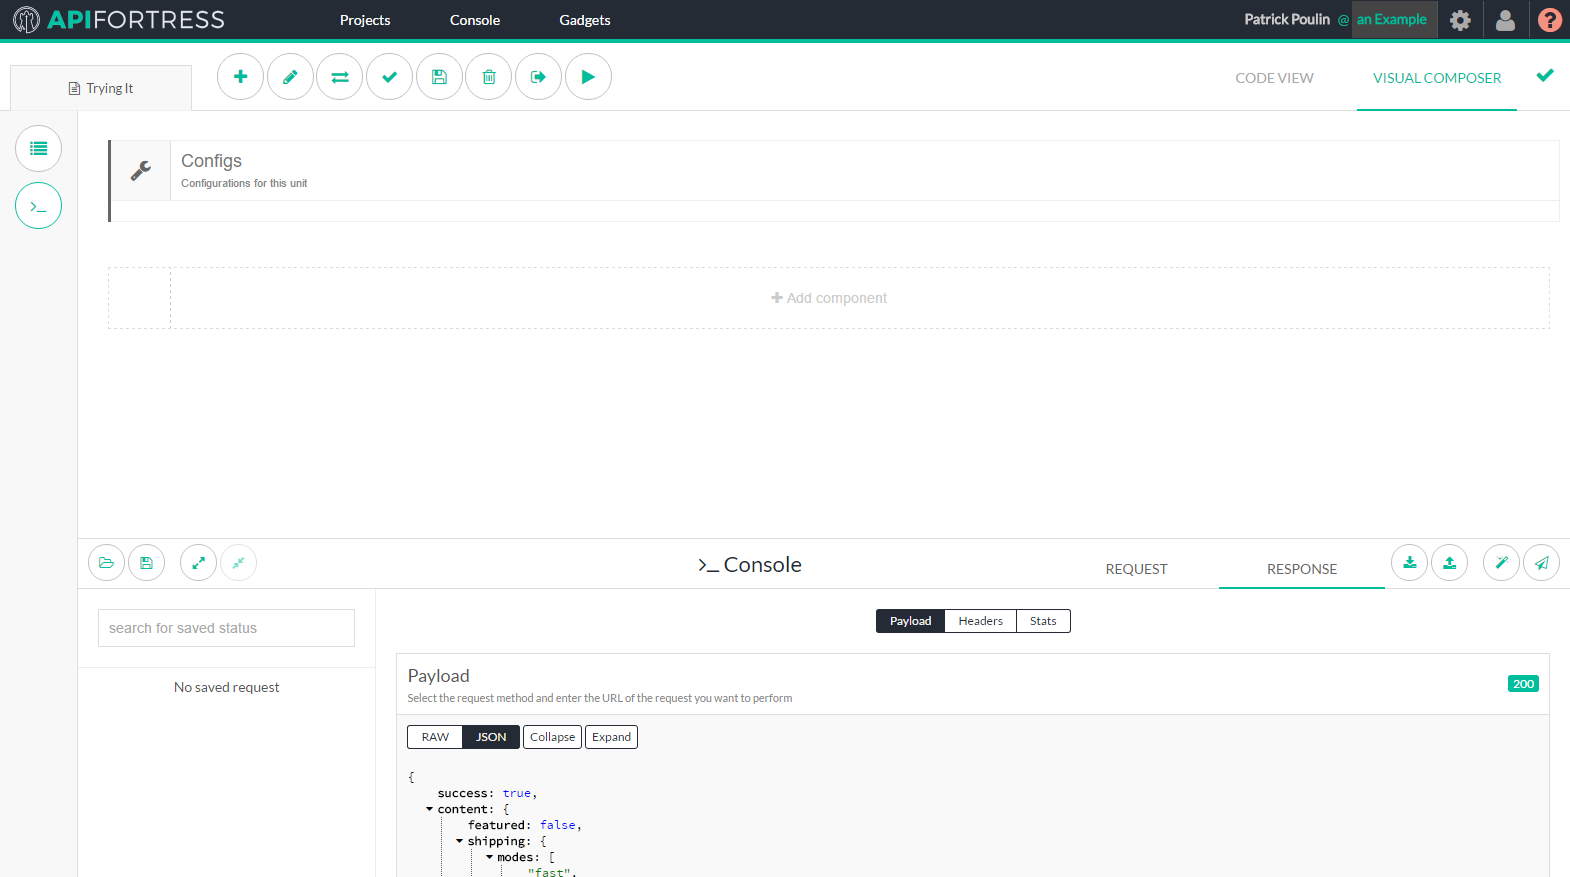 APIFORTRESS
Projects
Console
Gadgets
Patrick Poulin @ an Example
?
Trying It
CODE VIEW
VISUAL COMPOSER
Configs
Configurations for this unit
Add component
>_ Console
REQUEST
RESPONSE
search for saved status
No saved request
Payload
Headers
Stats
Payload
Select the request method and enter the URL of the request you want to perform
200
RAW
JSON
Collapse
Expand
{
success: true,
content: {
featured: false,
shipping: {
modes: [
"fast",